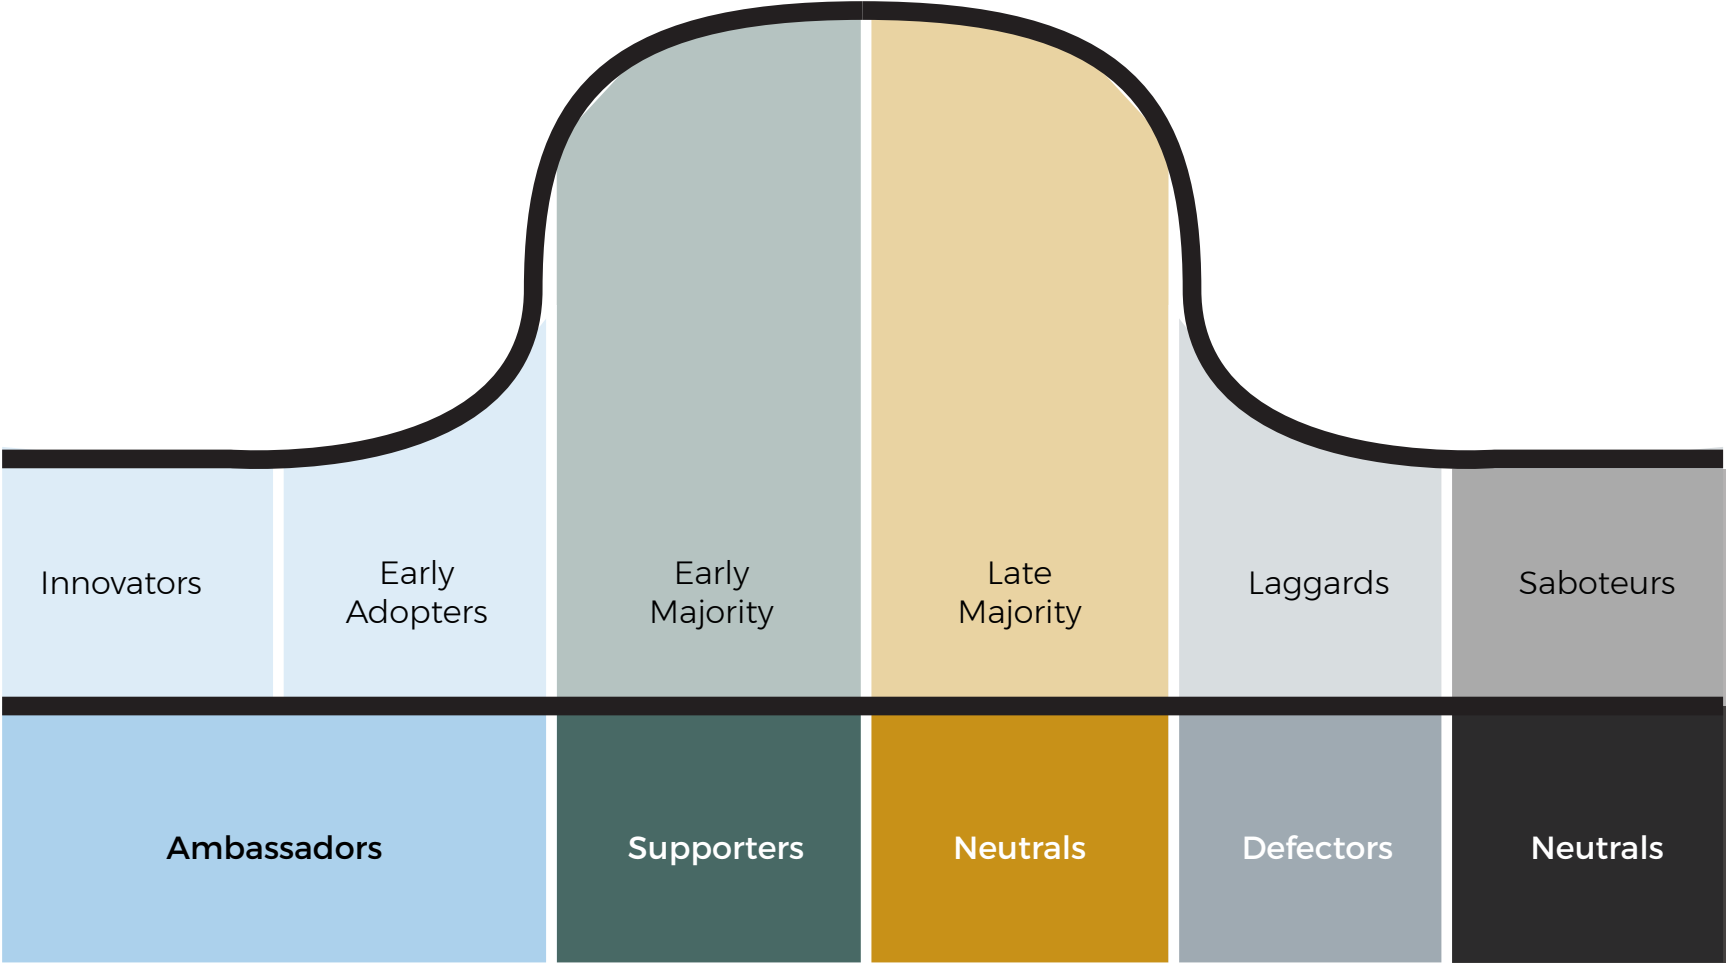 Innovators
Early
Adopters
Early
Majority
Late
Majority
Laggards
Saboteurs
Ambassadors
Supporters
Neutrals
Defectors
Neutrals